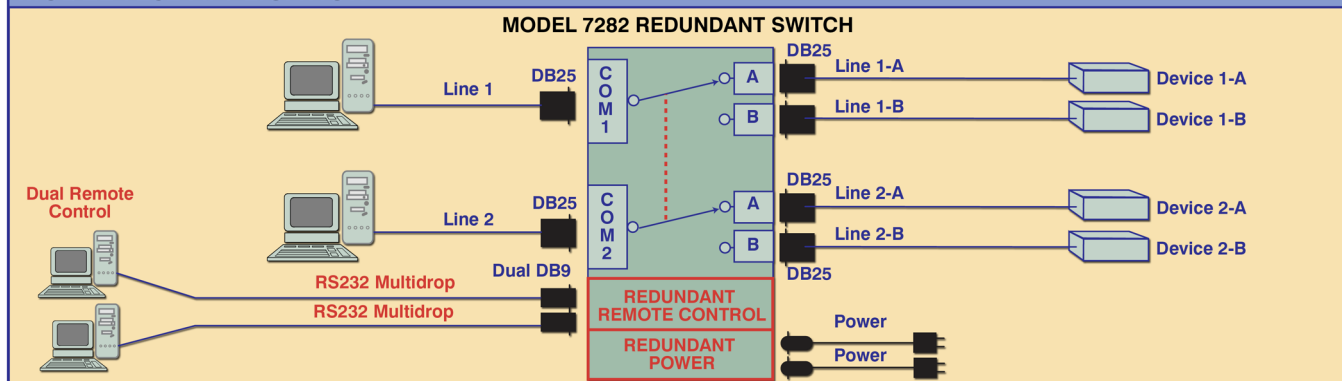 MODEL 7282 REDUNDANT SWITCH
Line 1
DB25
COM1
A
B
DB25
Line 1-A
Device 1-A
Line 1-B
Device 1-B
Line 2
DB25
COM2
A
B
DB25
Line 2-A
Device 2-A
Line 2-B
Device 2-B
DB25
Dual Remote
Control
Dual DB9
RS232 Multidrop
RS232 Multidrop
REDUNDANT
REMOTE CONTROL
REDUNDANT
POWER
Power
Power